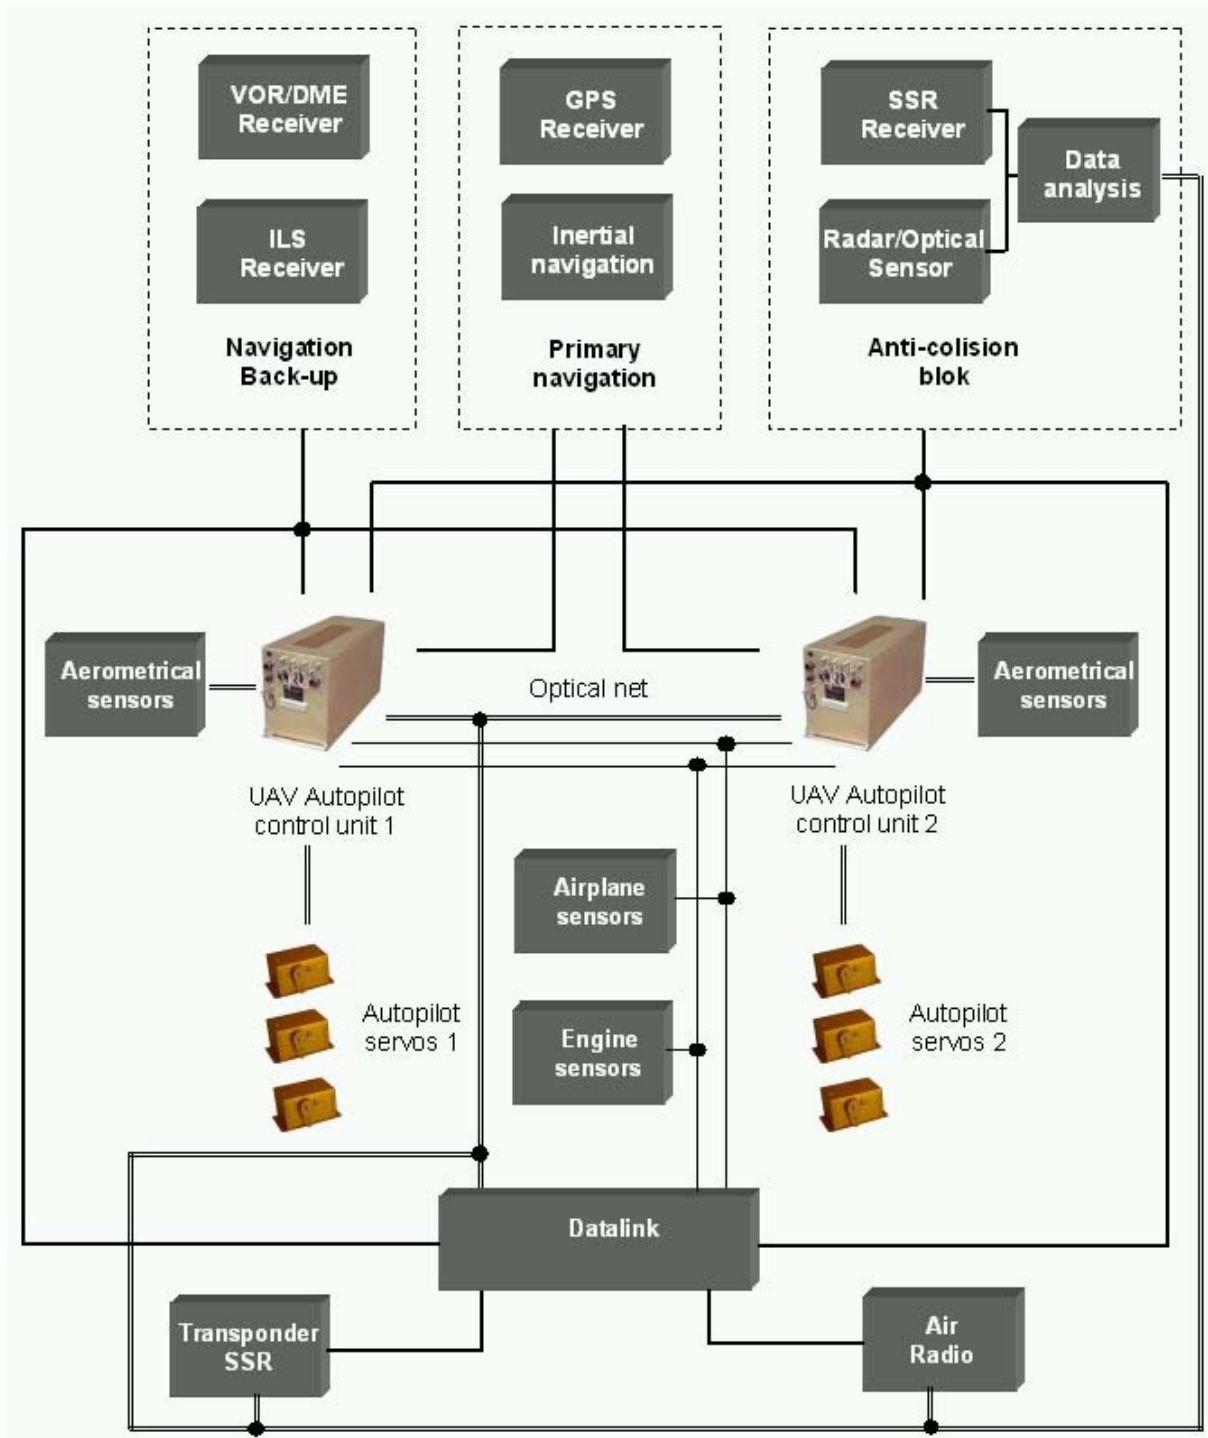 VOR/DME
Receiver
ILS
Receiver
Navigation
Back-up
GPS
Receiver
Inertial
navigation
Primary
navigation
SSR
Receiver
Data
analysis
Radar/Optical
Sensor
Anti-colision
blok
Aerometrical
sensors
Optical net
Aerometrical
sensors
UAV Autopilot
control unit 1
UAV Autopilot
control unit 2
Airplane
sensors
Autopilot
servos 1
Engine
sensors
Autopilot
servos 2
Datalink
Transponder
SSR
Air
Radio